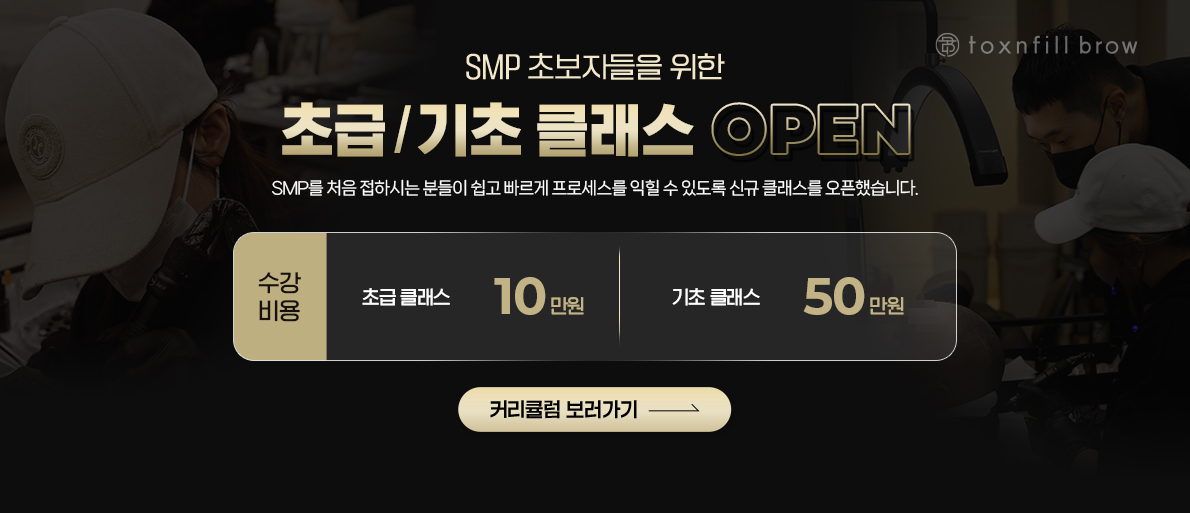 toxnfill brow
SMP 초보자들을 위한
초급/기초 클래스 OPEN
SMP를 처음 접하시는 분들이 쉽고 빠르게 프로세스를 익힐 수 있도록 신규 클래스를 오픈했습니다.
수강
비용
초급 클래스 10만원
기초 클래스 50만원
커리큘럼 보러가기